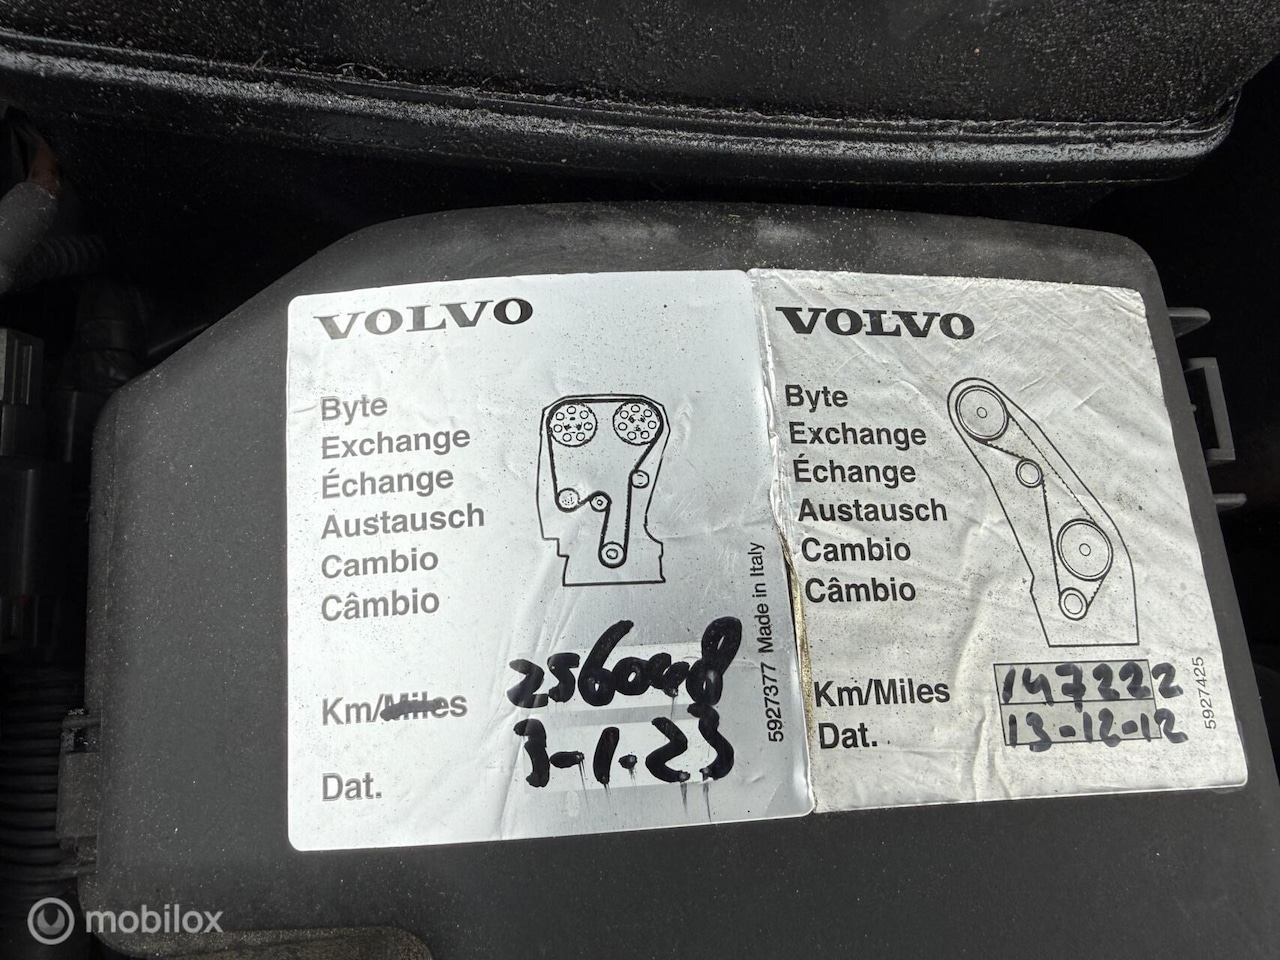 VOLVO
Byte
Exchange
Échange
Austausch
Cambio
Câmbio
Km/Miles 256048
Dat. 3-1-23
5927377 Made in Italy
VOLVO
Byte
Exchange
Échange
Austausch
Cambio
Câmbio
Km/Miles 147222
Dat. 13-12-12
5927425
mobilox